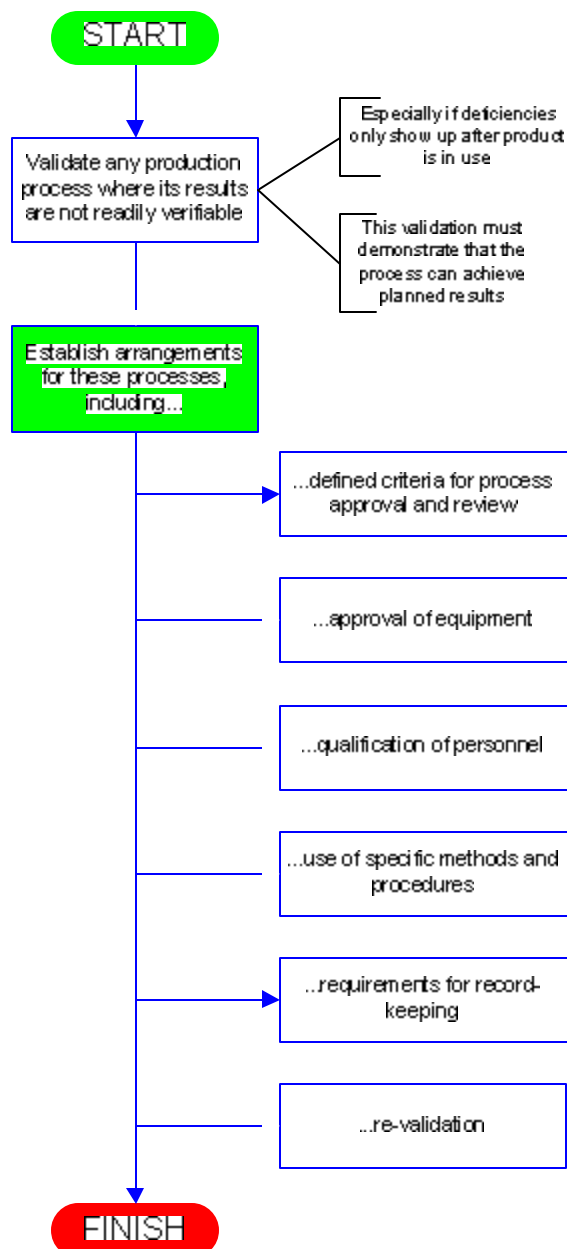 START
Validate any production
process where its results
are not readily verifiable
Especially if deficiencies
only show up after product
is in use
This validation must
demonstrate that the
process can achieve
planned results
Establish arrangements
for these processes,
including...
...defined criteria for process
approval and review
...approval of equipment
...qualification of personnel
...use of specific methods and
procedures
...requirements for record-
keeping
...re-validation
FINISH